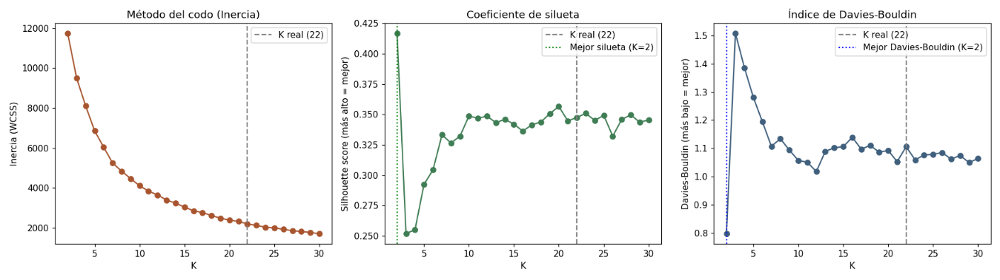 Método del codo (Inercia)
Inercia (WCSS)
12000
10000
8000
6000
4000
2000
5
10
15
20
25
30
K
K real (22)
Coeficiente de silueta
Silhouette score (más alto = mejor)
0.425
0.400
0.375
0.350
0.325
0.300
0.275
0.250
5
10
15
20
25
30
K
K real (22)
Mejor silueta (K=2)
Índice de Davies-Bouldin
Davies-Bouldin (más bajo = mejor)
1.5
1.4
1.3
1.2
1.1
1.0
0.9
0.8
5
10
15
20
25
30
K
K real (22)
Mejor Davies-Bouldin (K=2)